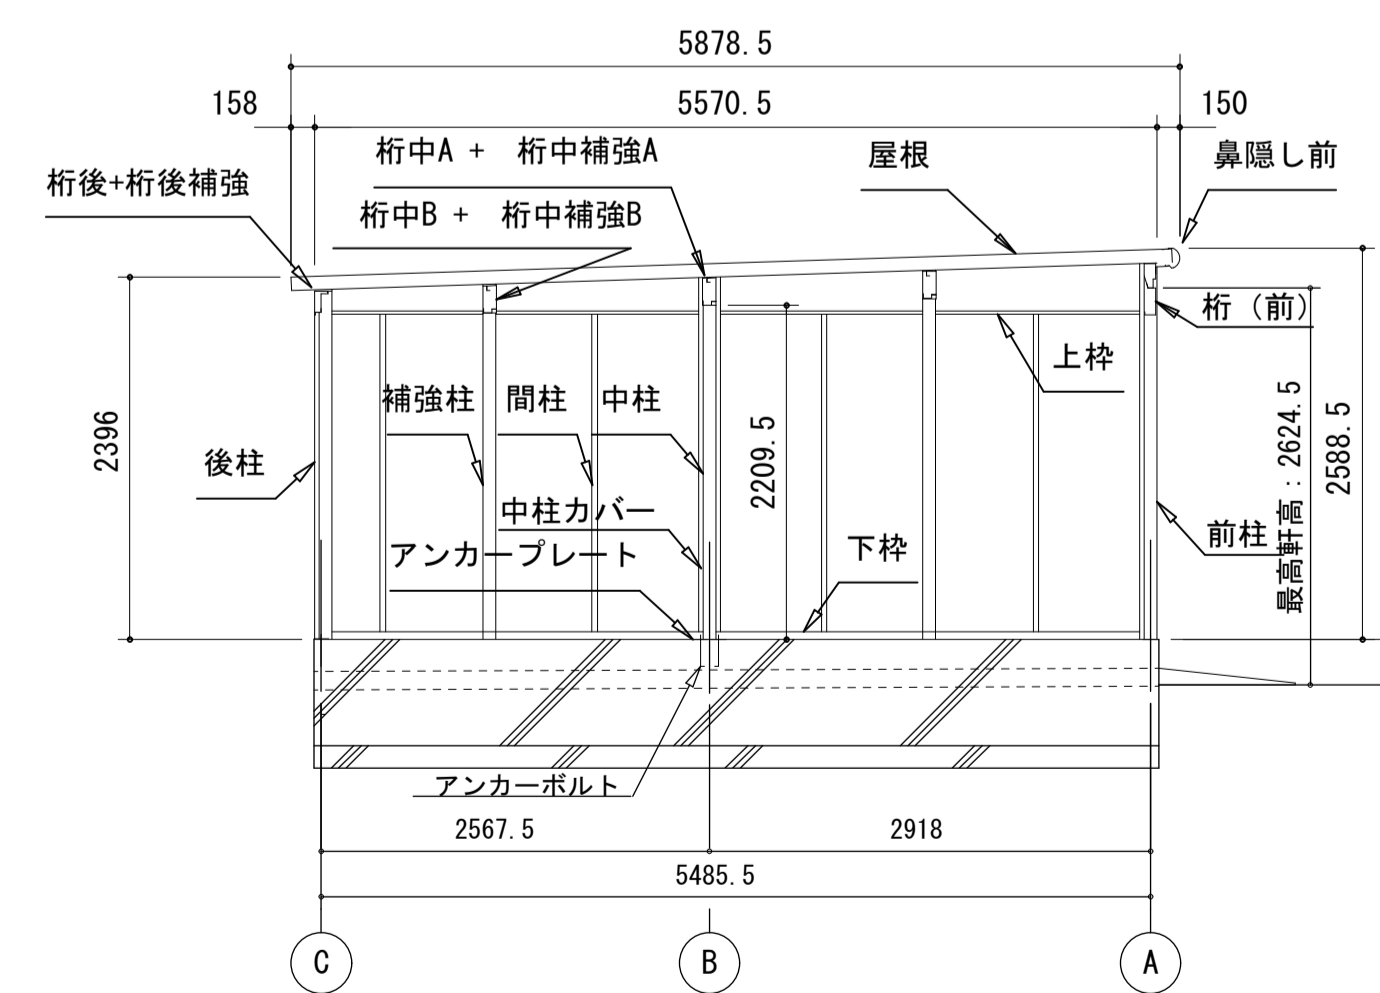 5878.5
158
5570.5
150
桁中A + 桁中補強A
屋根
鼻隠し前
桁後+桁後補強
桁中B + 桁中補強B
桁（前）
上枠
補強柱
間柱
中柱
2396
後柱
2209.5
最高軒高：2624.5
2588.5
中柱カバー
アンカープレート
下枠
前柱
アンカーボルト
2567.5
2918
5485.5
C
B
A